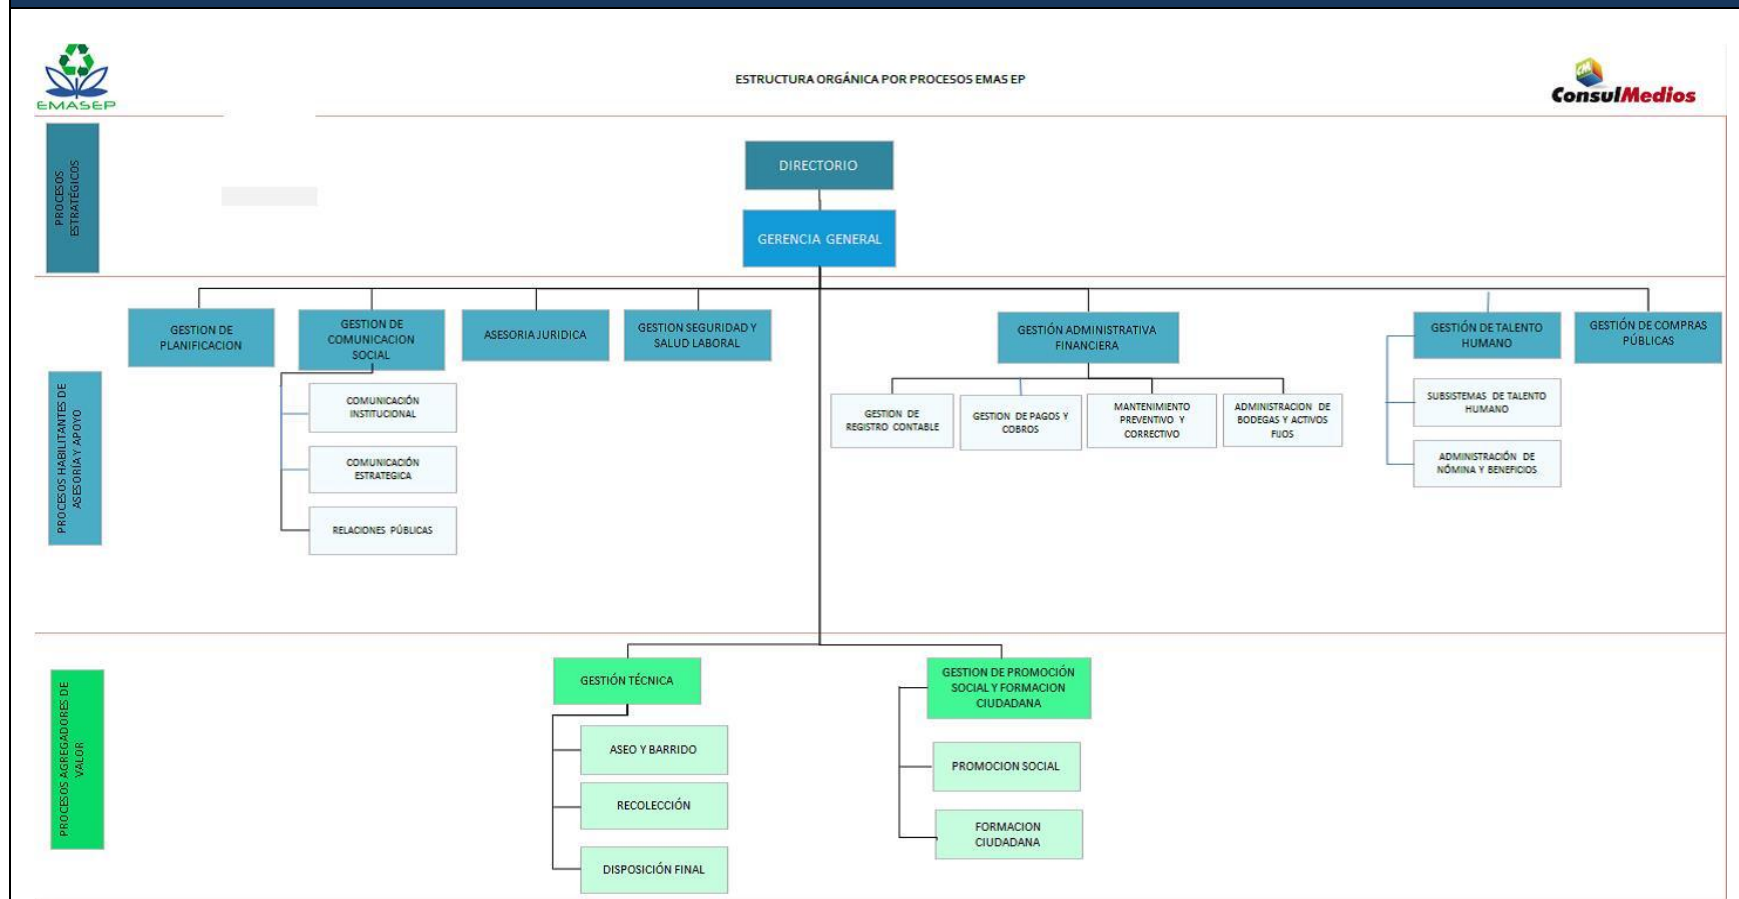 EMASEP
ESTRUCTURA ORGÁNICA POR PROCESOS EMAS EP
CM
ConsulMedios
PROCESOS
ESTRATÉGICOS
DIRECTORIO
GERENCIA GENERAL
PROCESOS HABILITANTES DE
ASESORÍA Y APOYO
GESTION DE
PLANIFICACION
GESTION DE
COMUNICACION
SOCIAL
ASESORIA JURIDICA
GESTION SEGURIDAD Y
SALUD LABORAL
GESTIÓN ADMINISTRATIVA
FINANCIERA
GESTIÓN DE TALENTO
HUMANO
GESTIÓN DE COMPRAS
PÚBLICAS
COMUNICACIÓN
INSTITUCIONAL
COMUNICACIÓN
ESTRATEGICA
RELACIONES PÚBLICAS
GESTION DE
REGISTRO CONTABLE
GESTION DE PAGOS Y
COBROS
MANTENIMIENTO
PREVENTIVO Y
CORRECTIVO
ADMINISTRACION DE
BODEGAS Y ACTIVOS
FIJOS
SUBSISTEMAS DE TALENTO
HUMANO
ADMINISTRACIÓN DE
NÓMINA Y BENEFICIOS
PROCESOS AGREGADORES DE
VALOR
GESTIÓN TÉCNICA
ASEO Y BARRIDO
RECOLECCIÓN
DISPOSICIÓN FINAL
GESTION DE PROMOCIÓN
SOCIAL Y FORMACION
CIUDADANA
PROMOCION SOCIAL
FORMACION
CIUDADANA